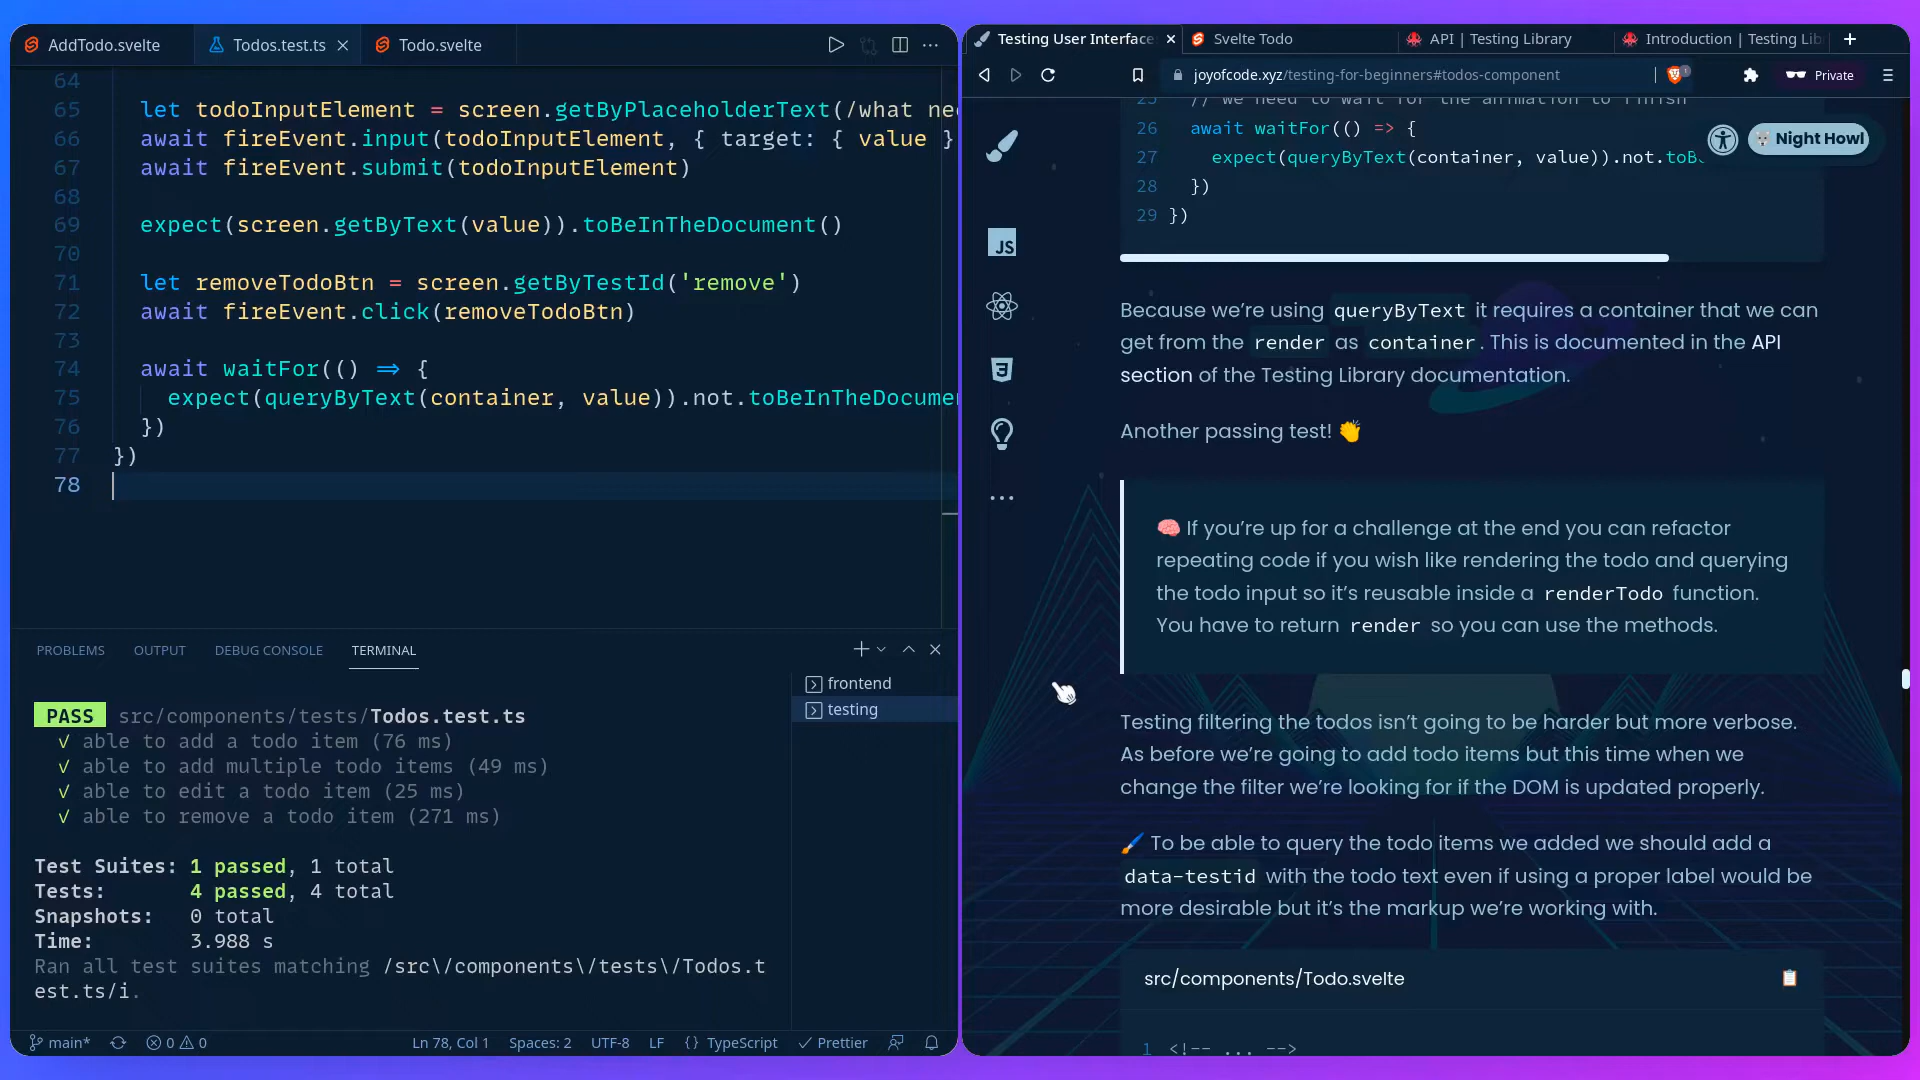 AddTodo.svelte
Todos.test.ts
Todo.svelte
64
65 let todoInputElement = screen.getByPlaceholderText(/what ne
66 await fireEvent.input(todoInputElement, { target: { value }
67 await fireEvent.submit(todoInputElement)
68
69 expect(screen.getByText(value)).toBeInTheDocument()
70
71 let removeTodoBtn = screen.getByTestId('remove')
72 await fireEvent.click(removeTodoBtn)
73
74 await waitFor(() => {
75 expect(queryByText(container, value)).not.toBeInTheDocume
76 })
77 })
78
PROBLEMS
OUTPUT
DEBUG CONSOLE
TERMINAL
frontend
testing
PASS src/components/tests/Todos.test.ts
√ able to add a todo item (76 ms)
√ able to add multiple todo items (49 ms)
√ able to edit a todo item (25 ms)
√ able to remove a todo item (271 ms)
Test Suites: 1 passed, 1 total
Tests: 4 passed, 4 total
Snapshots: 0 total
Time: 3.988 s
Ran all test suites matching /src\/components\/tests\/Todos.t
est.ts/i.
main*
0
0
Ln 78, Col 1
Spaces: 2
UTF-8
LF
{} TypeScript
Prettier
Testing User Interface
Svelte Todo
API | Testing Library
Introduction | Testing Lib
joyofcode.xyz/testing-for-beginners#todos-component
1
Private
JS
Night Howl
25 // we need to wait for the animation to finish
26 await waitFor(() => {
27 expect(queryByText(container, value)).not.toB
28 })
29 })
Because we're using queryByText it requires a container that we can
get from the render as container. This is documented in the API
section of the Testing Library documentation.
Another passing test! 👏
🧠 If you're up for a challenge at the end you can refactor
repeating code if you wish like rendering the todo and querying
the todo input so it's reusable inside a renderTodo function.
You have to return render so you can use the methods.
Testing filtering the todos isn't going to be harder but more verbose.
As before we're going to add todo items but this time when we
change the filter we're looking for if the DOM is updated properly.
🖌️ To be able to query the todo items we added we should add a
data-testid with the todo text even if using a proper label would be
more desirable but it's the markup we're working with.
src/components/Todo.svelte
1 <!-- ... -->